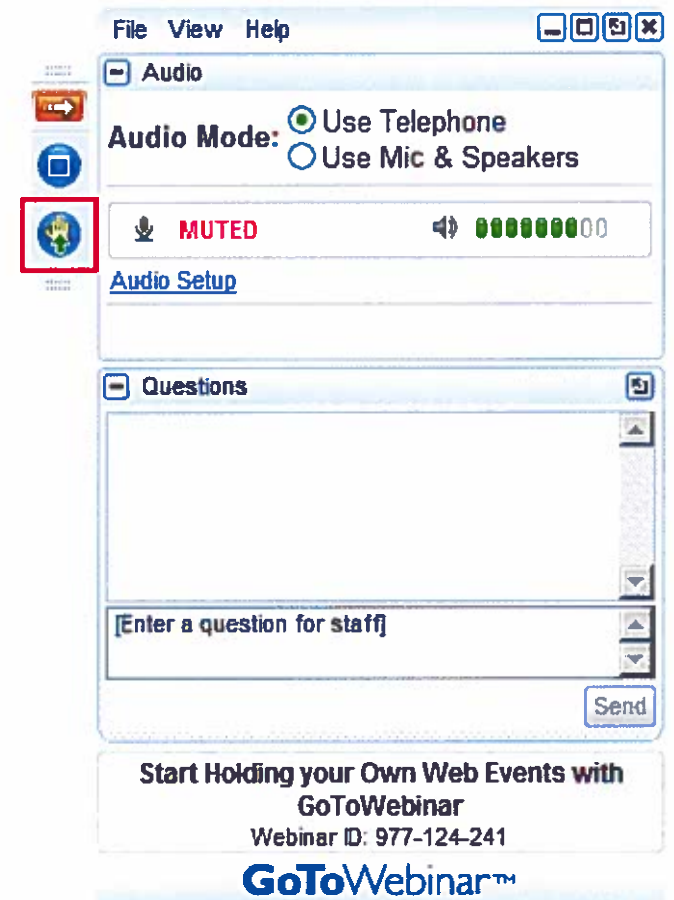 File View Help
Audio
Audio Mode: Use Telephone
Use Mic & Speakers
MUTED
Audio Setup
Questions
[Enter a question for staff]
Send
Start Holding your Own Web Events with
GoToWebinar
Webinar ID: 977-124-241
GoToWebinar™